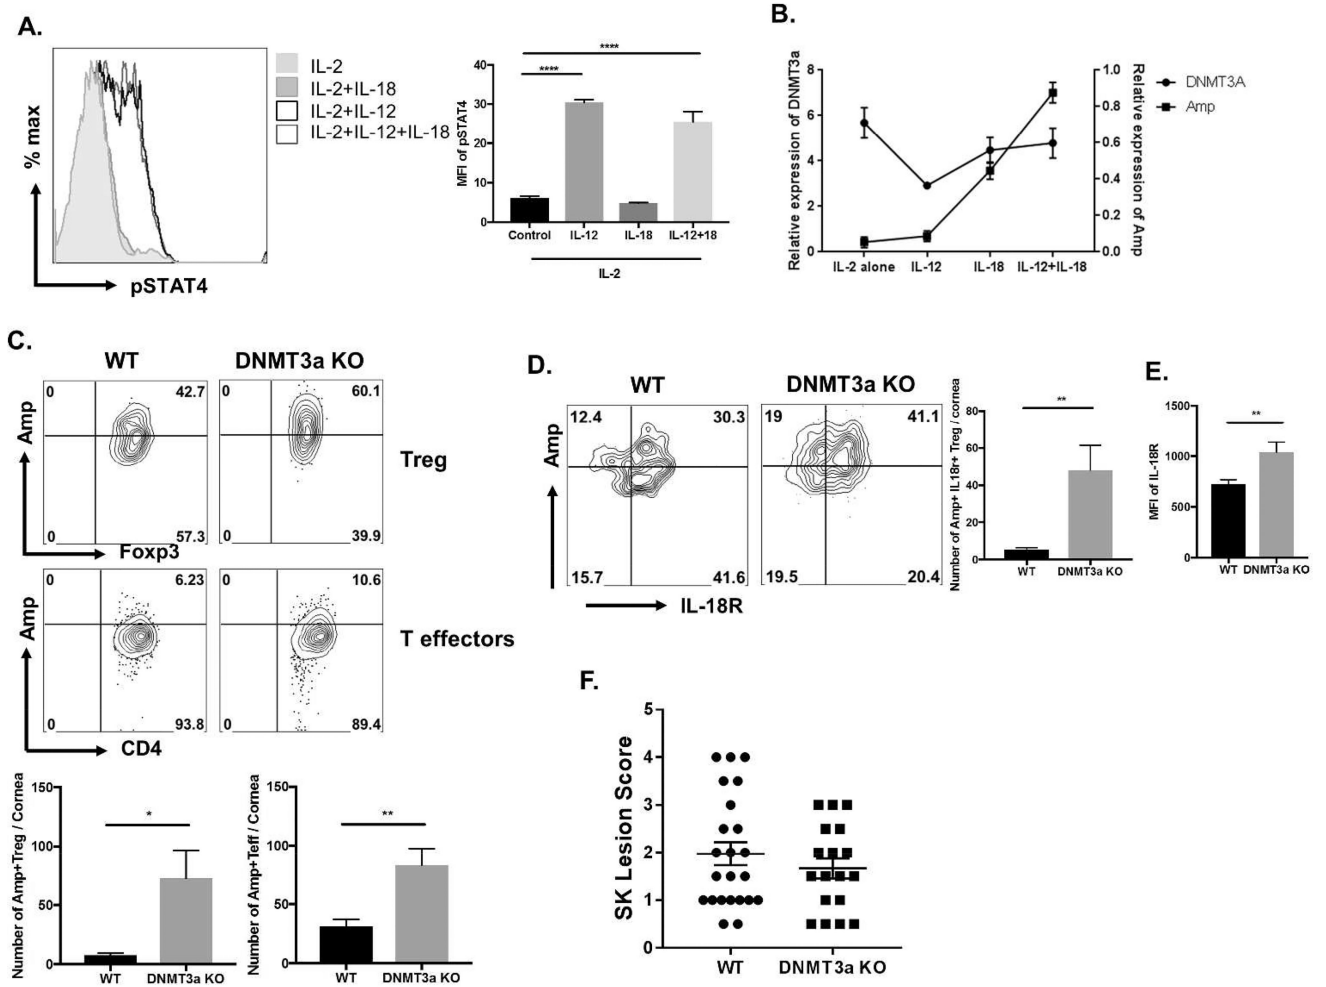 A.
% max
pSTAT4
IL-2
IL-2+IL-18
IL-2+IL-12
IL-2+IL-12+IL-18
MFI of pSTAT4
40
30
20
10
0
****
****
Control IL-12 IL-18 IL-12+18
IL-2
B.
Relative expression of DNMT3a
8
6
4
2
0
1.0
0.8
0.6
0.4
0.2
0.0
Relative expression of Amp
DNMT3A
Amp
IL-2 alone IL-12 IL-18 IL-12+IL-18
C.
WT DNMT3a KO
Amp
0 42.7
0 57.3
0 60.1
0 39.9
Foxp3
Treg
Amp
0 6.23
0 93.8
0 10.6
0 89.4
CD4
T effectors
Number of Amp+Treg / Cornea
150
100
50
0
*
WT DNMT3a KO
Number of Amp+Teff / Cornea
150
100
50
0
**
WT DNMT3a KO
D.
WT DNMT3a KO
Amp
12.4 30.3
15.7 41.6
19 41.1
19.5 20.4
IL-18R
Number of Amp+ IL18r+ Treg / cornea
80
60
40
20
0
**
WT DNMT3a KO
E.
MFI of IL-18R
1500
1000
500
0
**
WT DNMT3a KO
F.
SK Lesion Score
5
4
3
2
1
0
WT DNMT3a KO